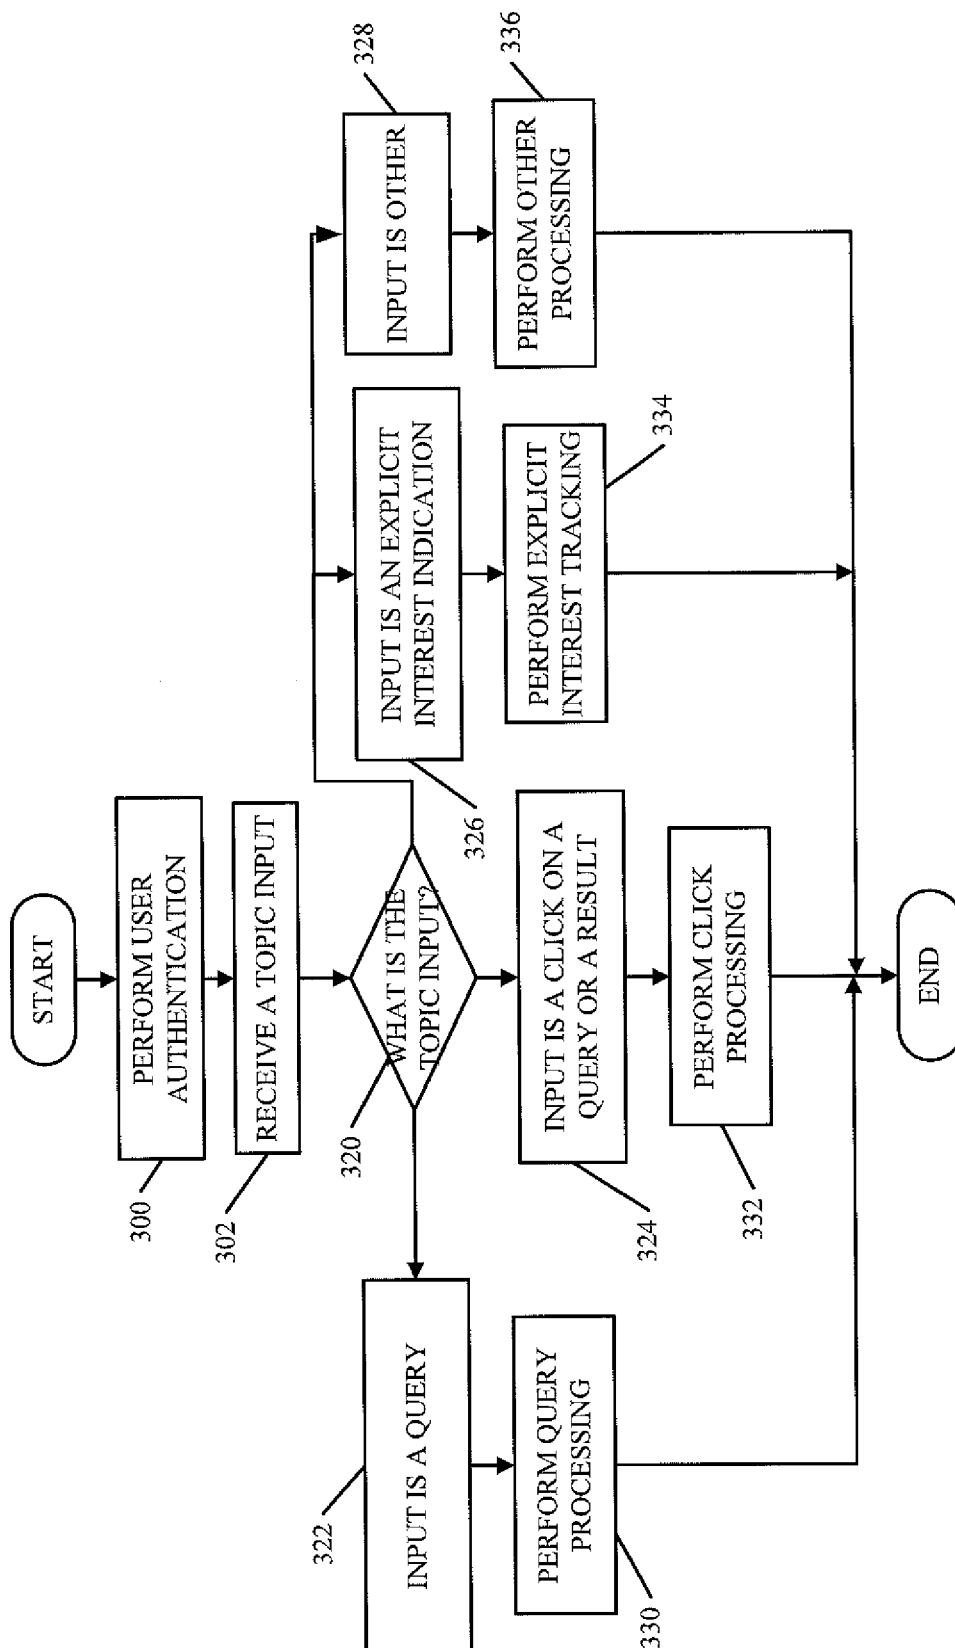 START
PERFORM USER
AUTHENTICATION
300
RECEIVE A TOPIC INPUT
302
WHAT IS THE
TOPIC INPUT?
320
INPUT IS A QUERY
322
INPUT IS A CLICK ON A
QUERY OR A RESULT
324
INPUT IS AN EXPLICIT
INTEREST INDICATION
326
INPUT IS OTHER
328
PERFORM QUERY
PROCESSING
330
PERFORM CLICK
PROCESSING
332
PERFORM EXPLICIT
INTEREST TRACKING
334
PERFORM OTHER
PROCESSING
336
END